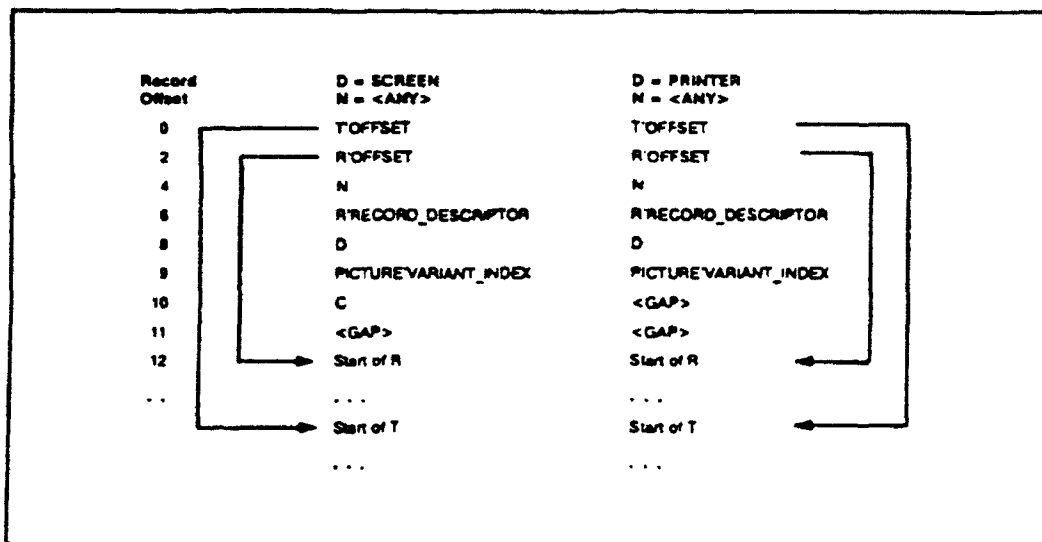 Record D = SCREEN D = PRINTER
Offset N = <ANY> N = <ANY>
0 T'OFFSET T'OFFSET
2 R'OFFSET R'OFFSET
4 N N
6 R'RECORD_DESCRIPTOR R'RECORD_DESCRIPTOR
8 D D
9 PICTURE'VARIANT_INDEX PICTURE'VARIANT_INDEX
10 C <GAP>
11 <GAP> <GAP>
12 Start of R Start of R
. . . . . . . .
Start of T Start of T
. . . . . .